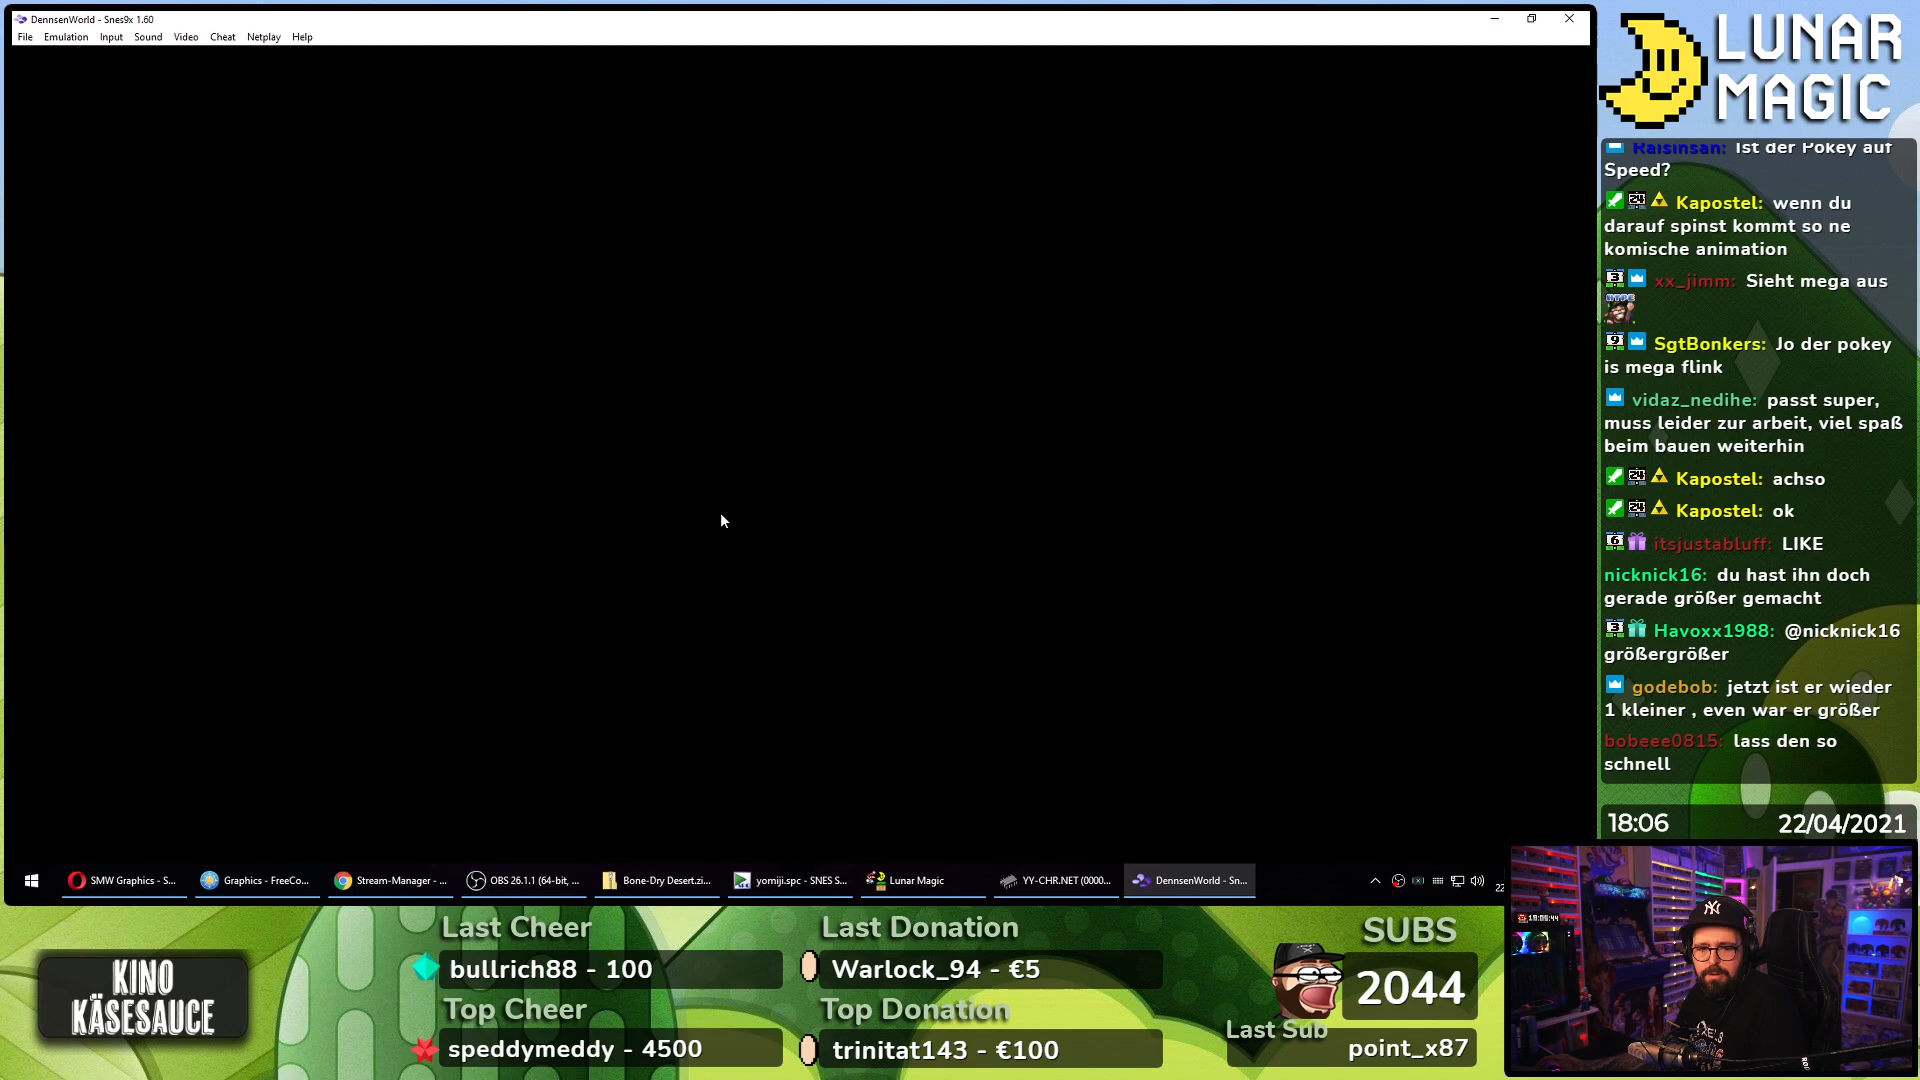 DennsenWorld - Snes9x 1.60
File Emulation Input Sound Video Cheat Netplay Help
LUNAR
MAGIC
Raisinsan: Ist der Pokey auf
Speed?
Kapostel: wenn du
darauf spinst kommt so ne
komische animation
xx_jimm: Sieht mega aus
HYPE
SgtBonkers: Jo der pokey
is mega flink
vidaz_nedihe: passt super,
muss leider zur arbeit, viel spaß
beim bauen weiterhin
Kapostel: achso
Kapostel: ok
itsjustabluff: LIKE
nicknick16: du hast ihn doch
gerade größer gemacht
Havoxx1988: @nicknick16
größergrößer
godebob: jetzt ist er wieder
1 kleiner , even war er größer
bobeee0815: lass den so
schnell
18:06 22/04/2021
SMW Graphics - S...
Graphics - FreeCo...
Stream-Manager - ...
OBS 26.1.1 (64-bit, ...
Bone-Dry Desert.zi...
yomiji.spc - SNES S...
Lunar Magic
YY-CHR.NET (0000...
DennsenWorld - Sn...
22
KINO
KÄSESAUCE
Last Cheer
bullrich88 - 100
Top Cheer
speddymeddy - 4500
Last Donation
Warlock_94 - €5
Top Donation
trinitat143 - €100
SUBS
2044
Last Sub
point_x87